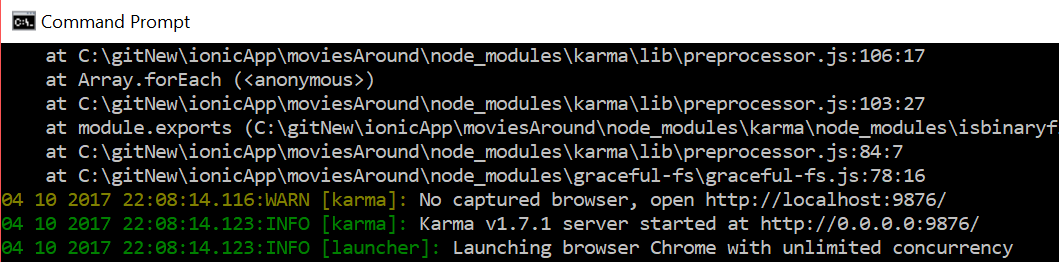 Command Prompt
at C:\gitNew\ionicApp\moviesAround\node_modules\karma\lib\preprocessor.js:106:17
at Array.forEach (<anonymous>)
at C:\gitNew\ionicApp\moviesAround\node_modules\karma\lib\preprocessor.js:103:27
at module.exports (C:\gitNew\ionicApp\moviesAround\node_modules\karma\node_modules\isbinaryf
at C:\gitNew\ionicApp\moviesAround\node_modules\karma\lib\preprocessor.js:84:7
at C:\gitNew\ionicApp\moviesAround\node_modules\graceful-fs\graceful-fs.js:78:16
04 10 2017 22:08:14.116:WARN [karma]: No captured browser, open http://localhost:9876/
04 10 2017 22:08:14.123:INFO [karma]: Karma v1.7.1 server started at http://0.0.0.0:9876/
04 10 2017 22:08:14.123:INFO [launcher]: Launching browser Chrome with unlimited concurrency